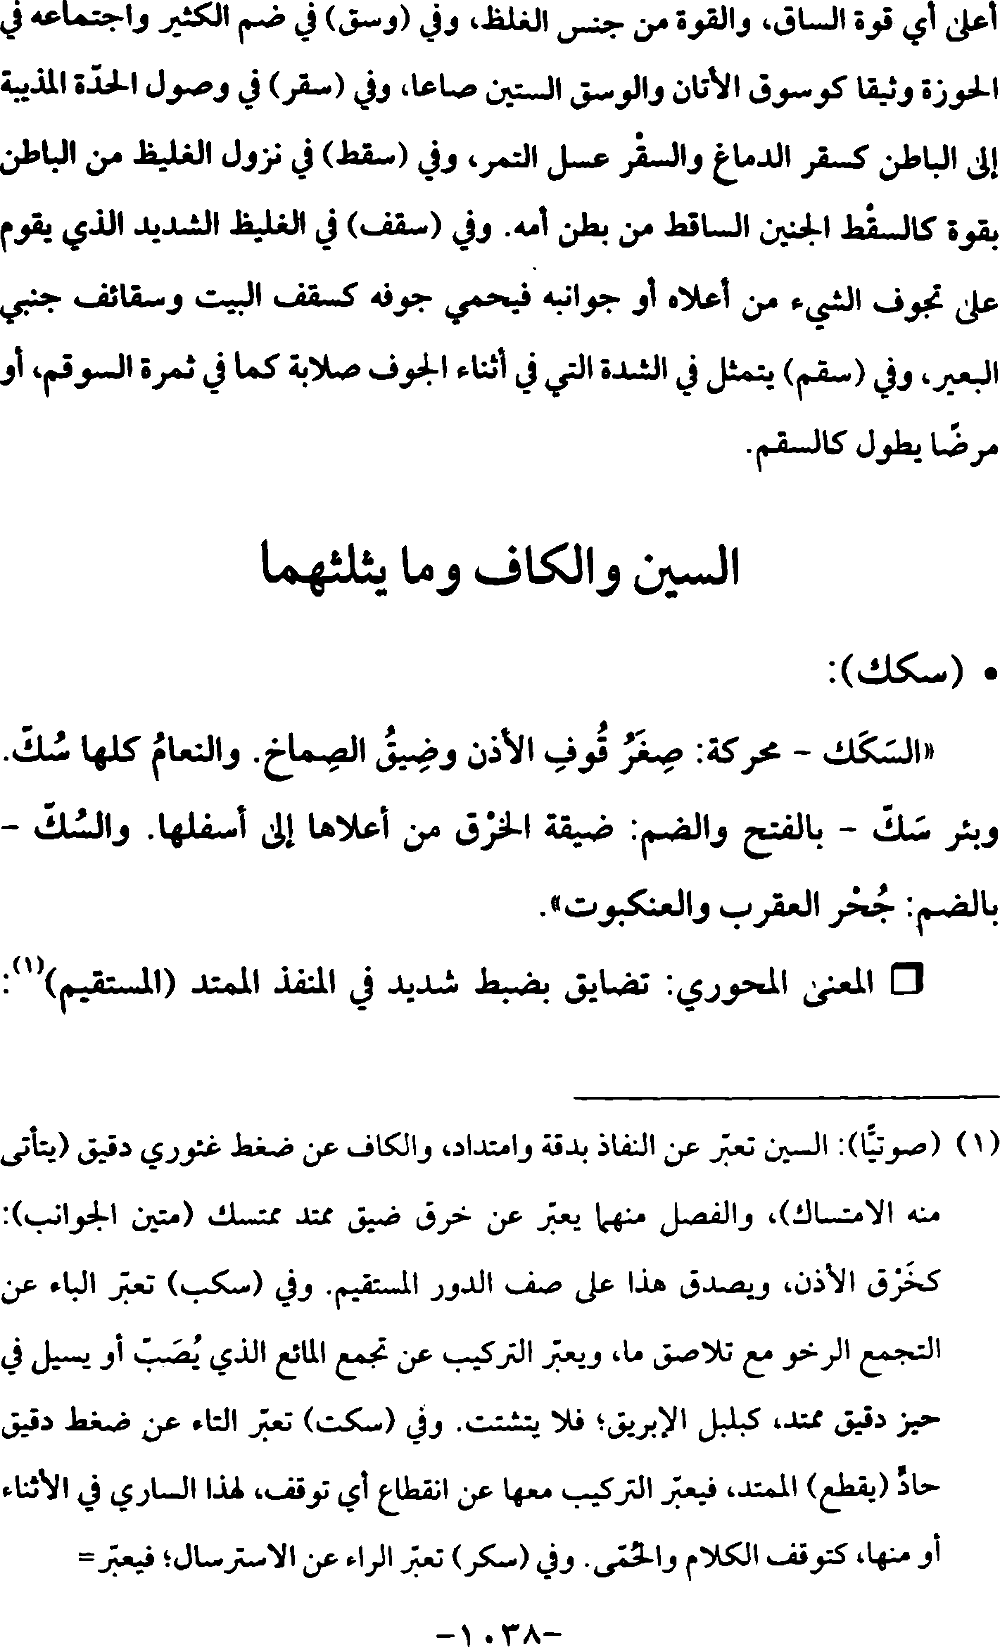 أعلى أي قوة الساق، والقوة من جنس الغلظ، وفي (وسق) في ضم الكثير واجتماعه في
الحوزة وثيقا كوسوق الأتان والوسق الستين صاعا، وفي (سقر) في وصول الحدّة المذيبة
إلى الباطن كسقر الدماغ والسقْر عسل التمر، وفي (سقط) في نزول الغليظ من الباطن
بقوة كالسقْط الجنين الساقط من بطن أمه. وفي (سقف) في الغليظ الشديد الذي يقوم
على تجوف الشيء من أعلاه أو جوانبه فيحمي جوفه كسقف البيت وسقائف جنبي
البعير، وفي (سقم) يتمثل في الشدة التي في أثناء الجوف صلابة كما في ثمرة السوقم، أو
مرضًا يطول كالسقم.
السين والكاف وما يثلثهما
• (سكك):
«السَكَك - محركة: صِغَرُ قُوفِ الأذن وضِيقُ الصِماخ. والنعامُ كلها سُكّ.
وبئر سَكّ - بالفتح والضم: ضيقة الخرْق من أعلاها إلى أسفلها. والسُكّ -
بالضم: جُحْر العقرب والعنكبوت».
❒ المعنى المحوري: تضايق بضبط شديد في المنفذ الممتد (المستقيم)(١):
(١) (صوتيًّا): السين تعبّر عن النفاذ بدقة وامتداد، والكاف عن ضغط غئوري دقيق (يتأتى
منه الامتساك)، والفصل منهما يعبّر عن خرق ضيق ممتد ممتسك (متين الجوانب):
كخَرْق الأذن، ويصدق هذا على صف الدور المستقيم. وفي (سكب) تعبّر الباء عن
التجمع الرخو مع تلاصق ما، ويعبّر التركيب عن تجمع المائع الذي يُصَبّ أو يسيل في
حيز دقيق ممتد، كبلبل الإبريق؛ فلا يتشتت. وفي (سكت) تعبّر التاء عن ضغط دقيق
حادّ (يقطع) الممتد، فيعبّر التركيب معها عن انقطاع أي توقف، لهذا الساري في الأثناء
أو منها، كتوقف الكلام والحُمّى. وفي (سكر) تعبّر الراء عن الاسترسال؛ فيعبّر =
-١٠٣٨-